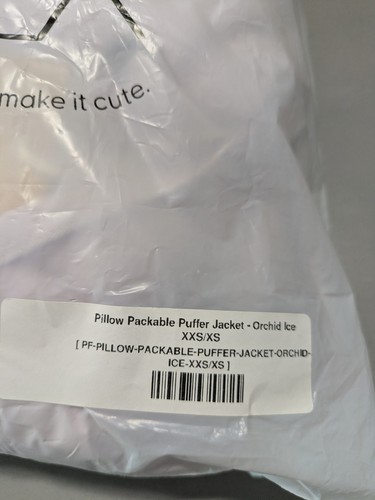 make it cute.
Pillow Packable Puffer Jacket - Orchid Ice
XXS/XS
[ PF-PILLOW-PACKABLE-PUFFER-JACKET-ORCHID-
ICE-XXS/XS ]